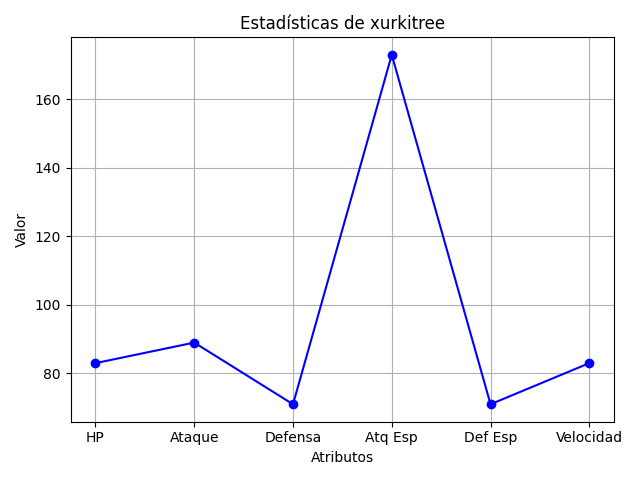 Estadísticas de xurkitree
Valor
160
140
120
100
80
HP Ataque Defensa Atq Esp Def Esp Velocidad
Atributos